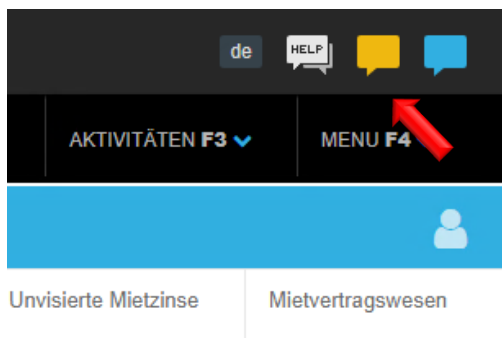 de HELP
AKTIVITÄTEN F3 MENU F4
Unvisierte Mietzinse Mietvertragswesen